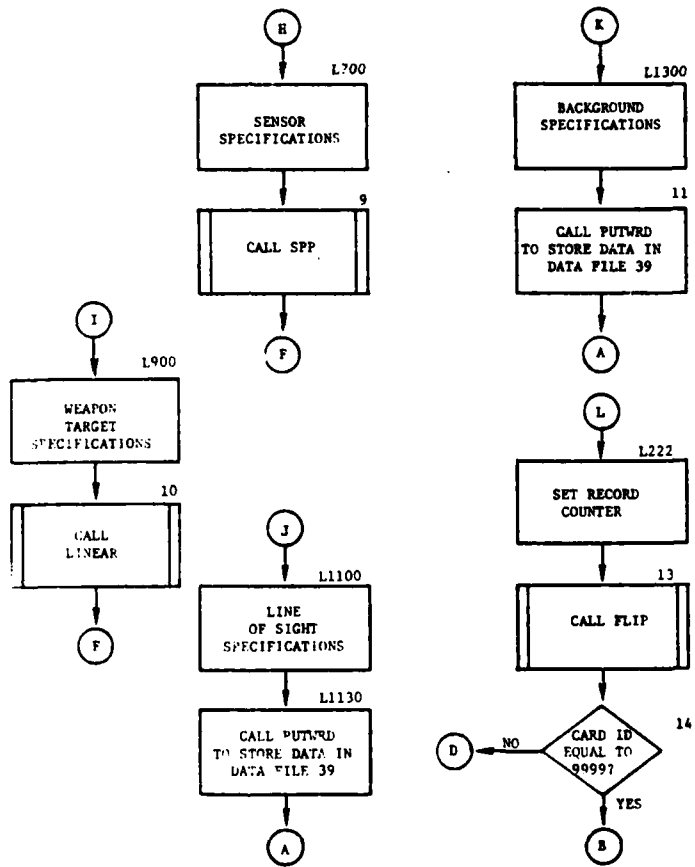 H
L700
SENSOR
SPECIFICATIONS
9
CALL SPP
F
I
L900
WEAPON
TARGET
SPECIFICATIONS
10
CALL
LINEAR
F
J
L1100
LINE
OF SIGHT
SPECIFICATIONS
L1130
CALL PUTWRD
TO STORE DATA IN
DATA FILE 39
A
K
L1300
BACKGROUND
SPECIFICATIONS
11
CALL PUTWRD
TO STORE DATA IN
DATA FILE 39
A
L
L222
SET RECORD
COUNTER
13
CALL FLIP
14
CARD ID
EQUAL TO
9999?
NO
D
YES
B